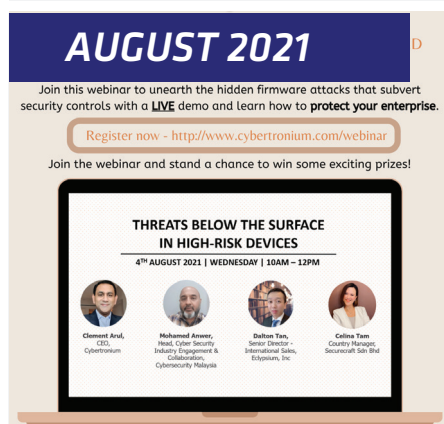 AUGUST 2021
D
Join this webinar to unearth the hidden firmware attacks that subvert
security controls with a LIVE demo and learn how to protect your enterprise.
Register now - http://www.cybertronium.com/webinar
Join the webinar and stand a chance to win some exciting prizes!
THREATS BELOW THE SURFACE
IN HIGH-RISK DEVICES
4TH AUGUST 2021 | WEDNESDAY | 10AM – 12PM
Clement Arul,
CEO,
Cybertronium
Mohamed Anwer,
Head, Cyber Security
Industry Engagement &
Collaboration,
Cybersecurity Malaysia
Dalton Tan,
Senior Director -
International Sales,
Eclypsium, Inc
Celina Tam
Country Manager,
Securecraft Sdn Bhd